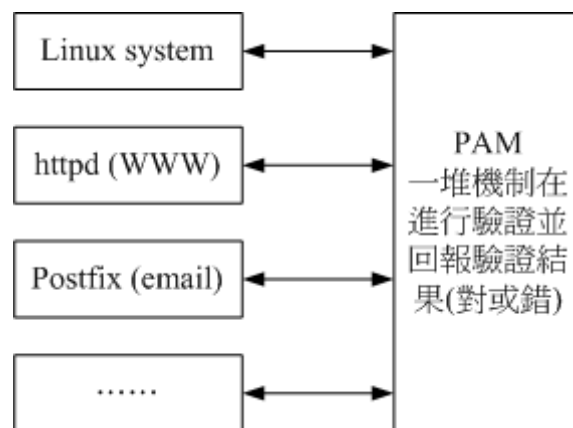 Linux system
httpd (WWW)
Postfix (email)
……
PAM
一堆機制在
進行驗證並
回報驗證結
果(對或錯)